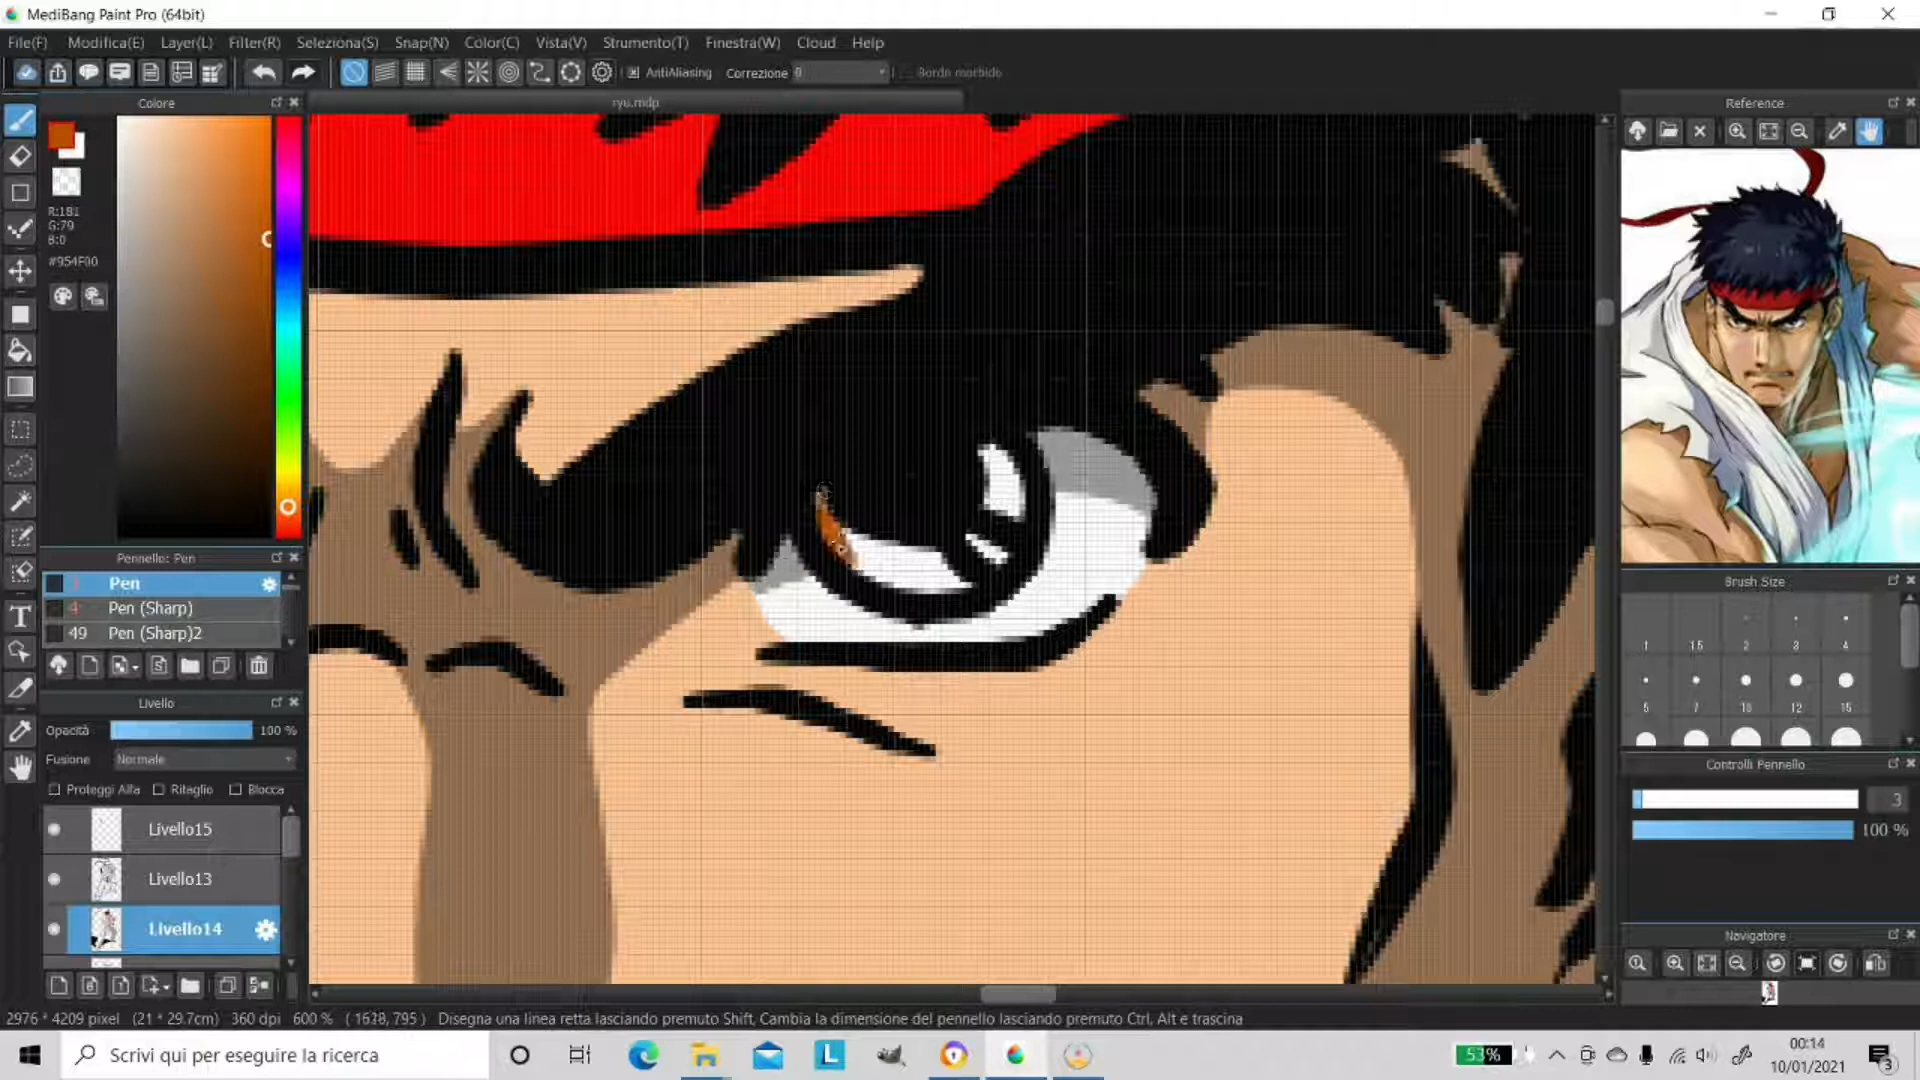 MediBang Paint Pro (64bit)
File(F) Modifica(E) Layer(L) Filter(R) Seleziona(S) Snap(N) Color(C) Vista(V) Strumento(T) Finestra(W) Cloud Help
AntiAliasing Correzione 0 Bordo morbido
Colore
ryu.mdp
Reference
R:181
G:79
B:0
#954F00
Pennello: Pen
Pen
4 Pen (Sharp)
49 Pen (Sharp)2
Brush Size
1 1.5 2 3 4
5 7 10 12 15
Livello
Opacità 100 %
Fusione Normale
Proteggi Alfa Ritaglio Blocca
Livello15
Livello13
Livello14
Controlli Pennello
3
100 %
Navigatore
2976 * 4209 pixel (21 * 29.7cm) 360 dpi 600 % ( 1638, 795 ) Disegna una linea retta lasciando premuto Shift, Cambia la dimensione del pennello lasciando premuto Ctrl, Alt e trascina
Scrivi qui per eseguire la ricerca
L
53%
00:14
10/01/2021
3